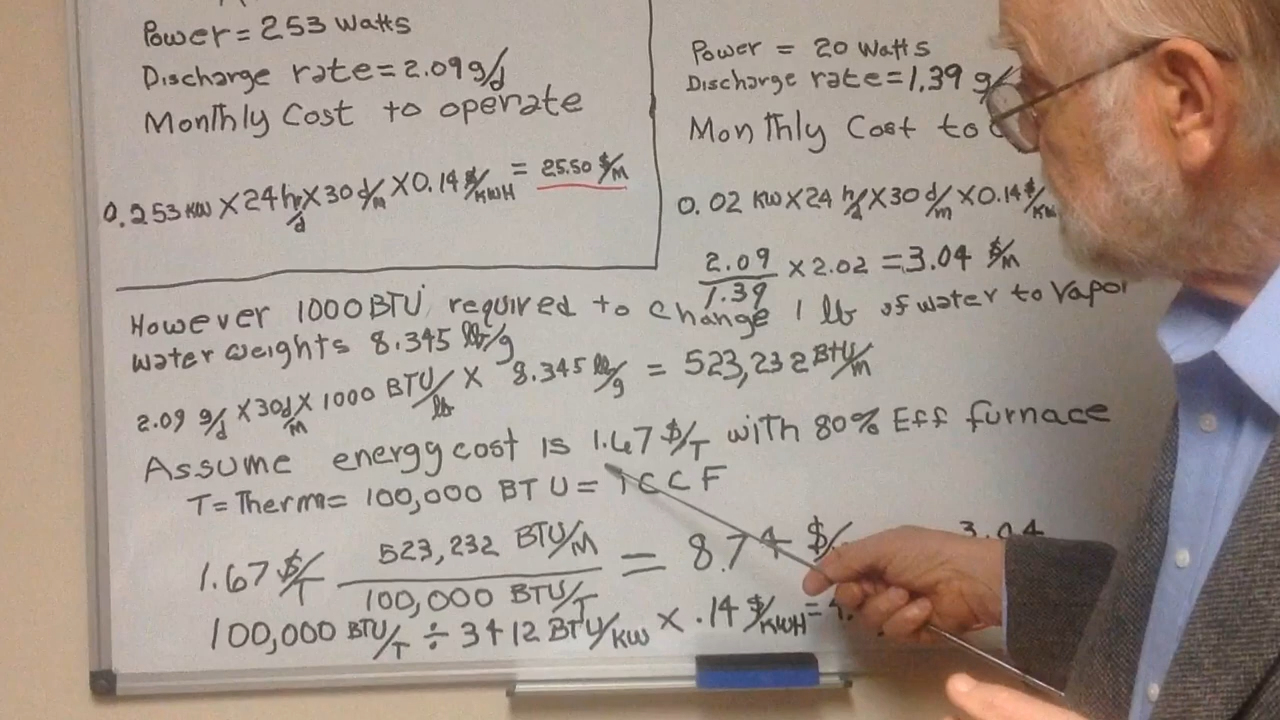 Power = 253 Watts
Discharge rate = 2.09 g/d
Monthly Cost to operate
0.253 KW X 24 hr/d X 30 d/M X 0.14 $/KWH = 25.50 $/M
Power = 20 Watts
Discharge rate = 1.39 g/
Monthly Cost to
0.02 KW X 24 h/d X 30 d/m X 0.14 $/KW
2.09/1.39 X 2.02 = 3.04 $/M
However 1000 BTU required to change 1 lb of water to Vapor
water weights 8.345 lb/g
2.09 g/d X 30 d/M X 1000 BTU/lb X 8.345 lb/g = 523,232 BTU/M
Assume energy cost is 1.67 $/T with 80% Eff furnace
T = Therm = 100,000 BTU = 1 CCF
1.67 $/T 523,232 BTU/M / 100,000 BTU/T = 8.74 $/
3.04
100,000 BTU/T ÷ 3412 BTU/KW X .14 $/KWH = 4.